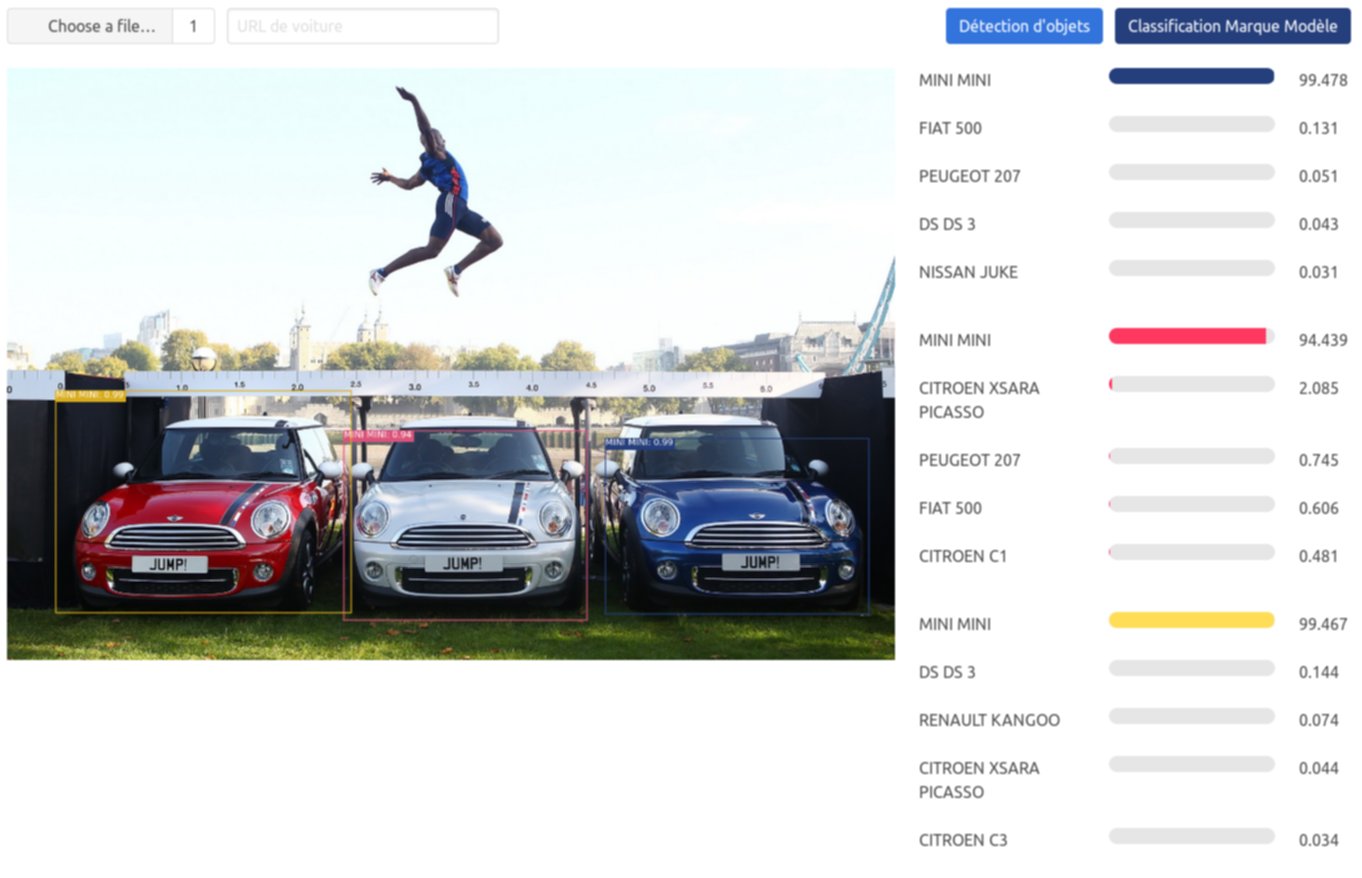 Choose a file... 1 URL de voiture Détection d'objets Classification Marque Modèle
MINI MINI 99.478
FIAT 500 0.131
PEUGEOT 207 0.051
DS DS 3 0.043
NISSAN JUKE 0.031
MINI MINI 94.439
CITROEN XSARA
PICASSO 2.085
PEUGEOT 207 0.745
FIAT 500 0.606
CITROEN C1 0.481
MINI MINI 99.467
DS DS 3 0.144
RENAULT KANGOO 0.074
CITROEN XSARA
PICASSO 0.044
CITROEN C3 0.034
1.0 1.5 2.0 2.5 3.0 3.5 4.0 4.5 5.0 5.5 6.0
MINI MINI: 0.99
MINI MINI: 0.94
MINI MINI: 0.99
JUMP!
JUMP!
JUMP!